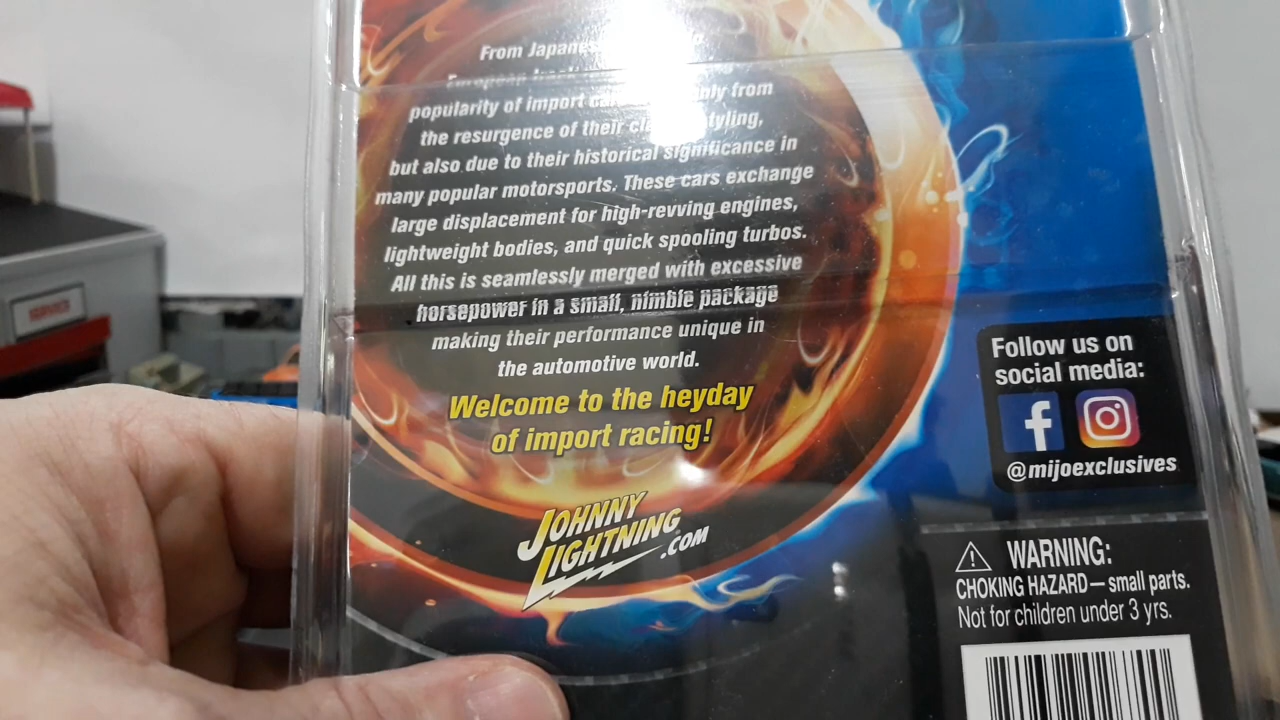 From Japanese
European
popularity of import only from
the resurgence of their styling,
but also due to their historical significance in
many popular motorsports. These cars exchange
large displacement for high-revving engines,
lightweight bodies, and quick spooling turbos.
All this is seamlessly merged with excessive
horsepower in a small, nimble package
making their performance unique in
the automotive world.
Welcome to the heyday
of import racing!
JOHNNY
LIGHTNING
.COM
Follow us on
social media:
@mijoexclusives
WARNING:
CHOKING HAZARD — small parts.
Not for children under 3 yrs.
SERVICE